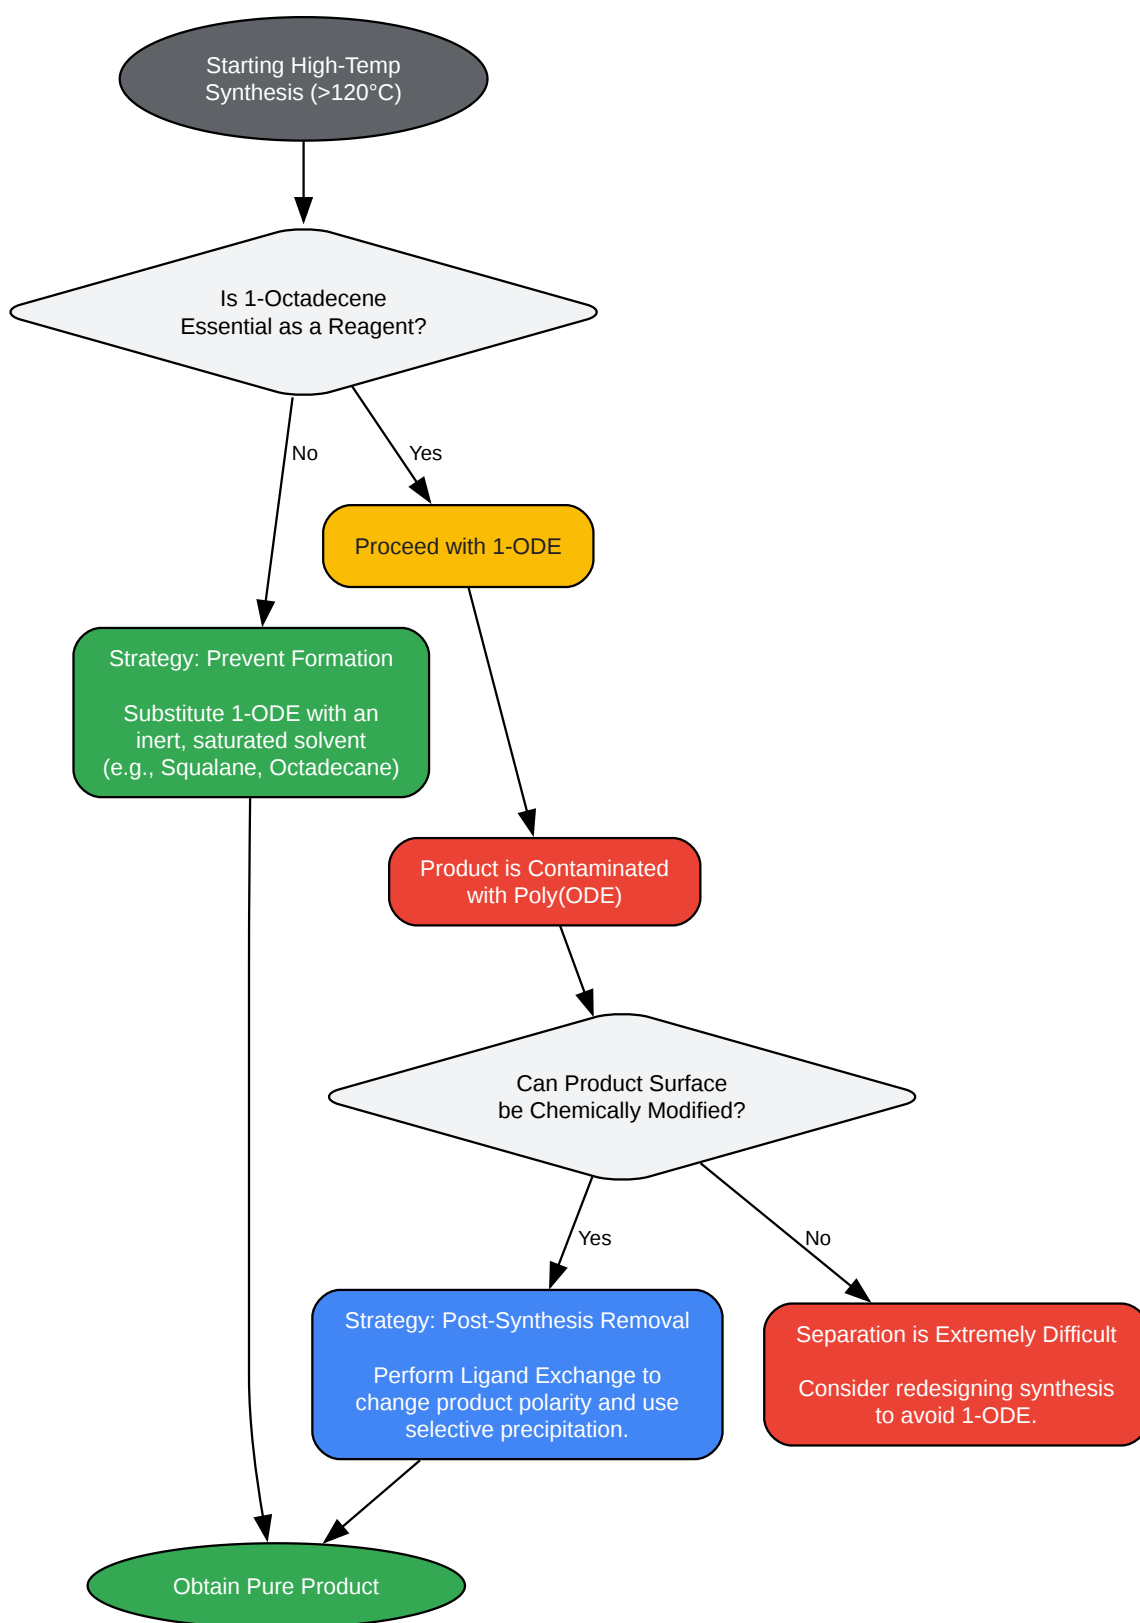 Starting High-Temp
Synthesis (>120°C)
Is 1-Octadecene
Essential as a Reagent?
No
Yes
Proceed with 1-ODE
Strategy: Prevent Formation
Substitute 1-ODE with an
inert, saturated solvent
(e.g., Squalane, Octadecane)
Product is Contaminated
with Poly(ODE)
Can Product Surface
be Chemically Modified?
Yes
No
Strategy: Post-Synthesis Removal
Perform Ligand Exchange to
change product polarity and use
selective precipitation.
Separation is Extremely Difficult
Consider redesigning synthesis
to avoid 1-ODE.
Obtain Pure Product